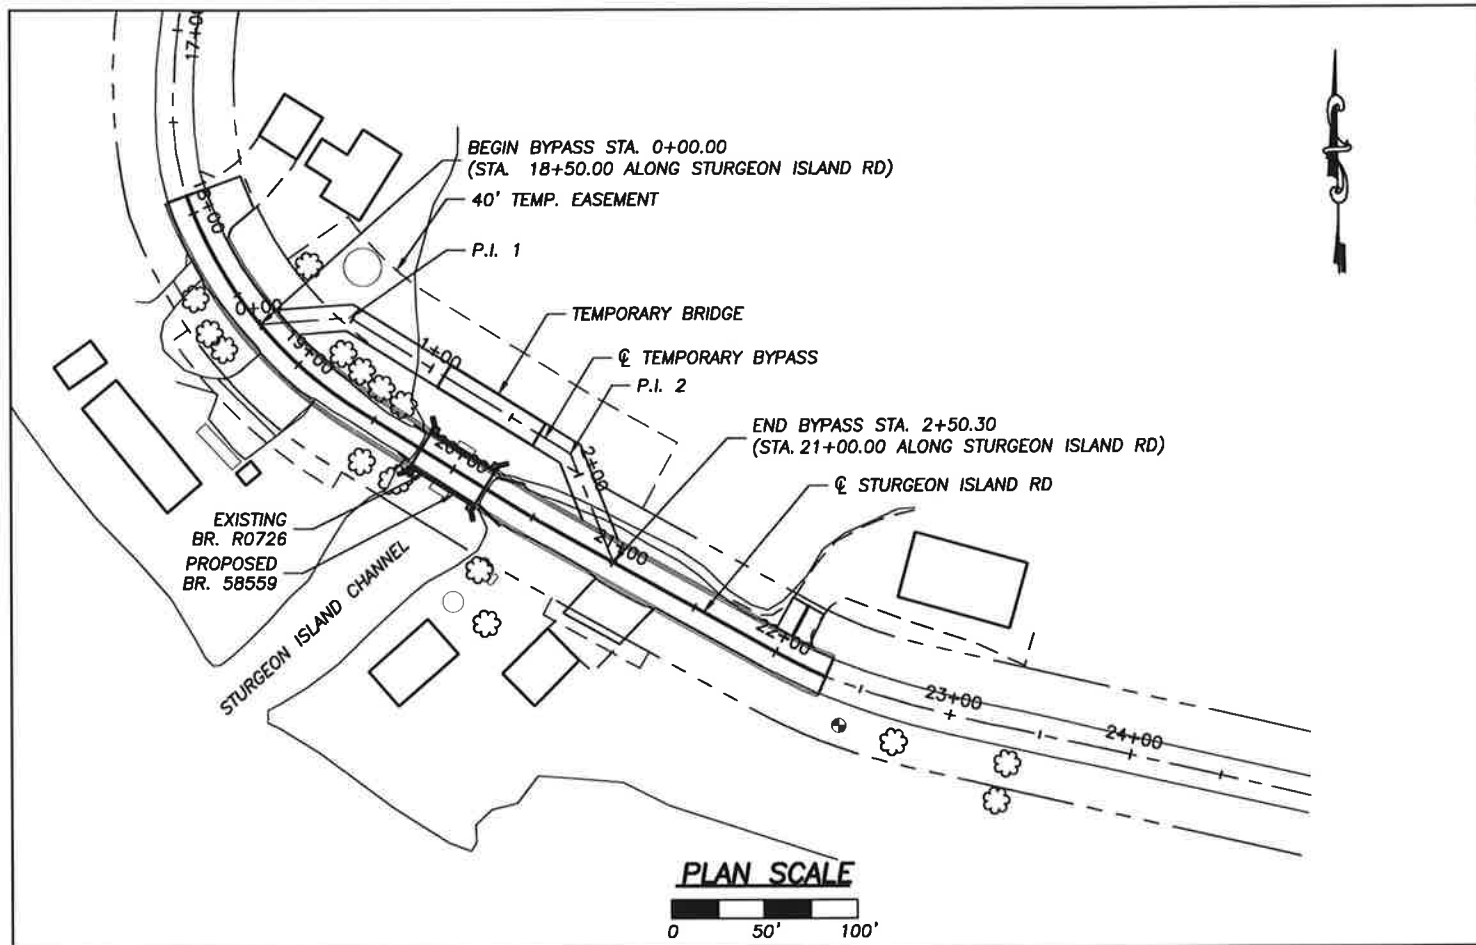 17+00
BEGIN BYPASS STA. 0+00.00
(STA. 18+50.00 ALONG STURGEON ISLAND RD)
40' TEMP. EASEMENT
P.I. 1
0+00
19+00
1+00
TEMPORARY BRIDGE
℄ TEMPORARY BYPASS
P.I. 2
END BYPASS STA. 2+50.30
(STA. 21+00.00 ALONG STURGEON ISLAND RD)
2+00
20+00
℄ STURGEON ISLAND RD
EXISTING
BR. R0726
PROPOSED
BR. 58559
21+00
STURGEON ISLAND CHANNEL
22+00
23+00
24+00
PLAN SCALE
0 50' 100'